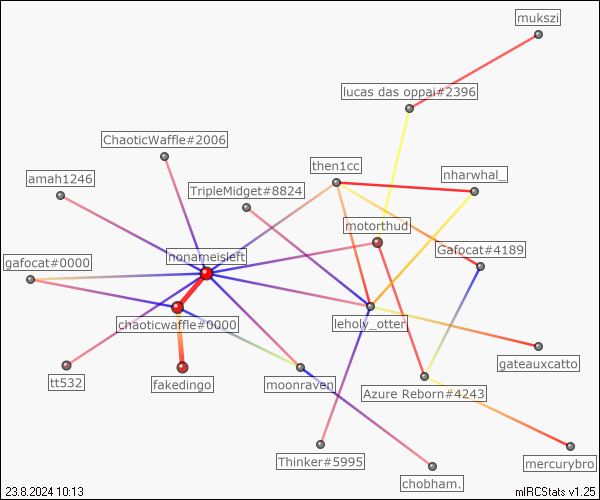 mukszi
lucas das oppai#2396
ChaoticWaffle#2006
then1cc
nharwhal_
amah1246
TripleMidget#8824
motorthud
nonameisleft
Gafocat#4189
gafocat#0000
chaoticwaffle#0000
leholy_otter
gateauxcatto
tt532
fakedingo
moonraven
Azure Reborn#4243
Thinker#5995
mercurybro
chobham.
23.8.2024 10:13
mIRCStats v1.25